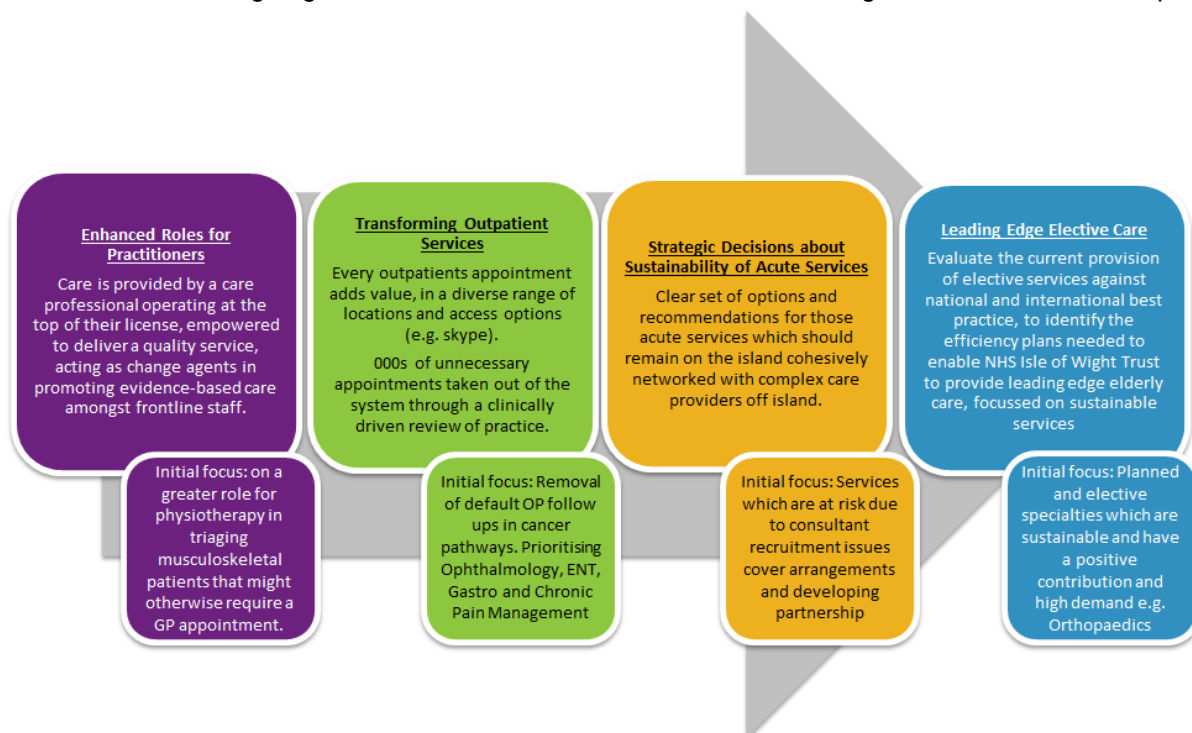 Enhanced Roles for
Practitioners
Care is provided by a care
professional operating at the
top of their license, empowered
to deliver a quality service,
acting as change agents in
promoting evidence-based care
amongst frontline staff.
Initial focus: on a
greater role for
physiotherapy in
triaging
musculoskeletal
patients that might
otherwise require a
GP appointment.
Transforming Outpatient
Services
Every outpatients appointment
adds value, in a diverse range of
locations and access options
(e.g. skype).
000s of unnecessary
appointments taken out of the
system through a clinically
driven review of practice.
Initial focus: Removal
of default OP follow
ups in cancer
pathways. Prioritising
Ophthalmology, ENT,
Gastro and Chronic
Pain Management
Strategic Decisions about
Sustainability of Acute Services
Clear set of options and
recommendations for those
acute services which should
remain on the island cohesively
networked with complex care
providers off island.
Initial focus: Services
which are at risk due
to consultant
recruitment issues
cover arrangements
and developing
partnership
Leading Edge Elective Care
Evaluate the current provision
of elective services against
national and international best
practice, to identify the
efficiency plans needed to
enable NHS Isle of Wight Trust
to provide leading edge elderly
care, focussed on sustainable
services
Initial focus: Planned
and elective
specialties which are
sustainable and have
a positive
contribution and
high demand e.g.
Orthopaedics